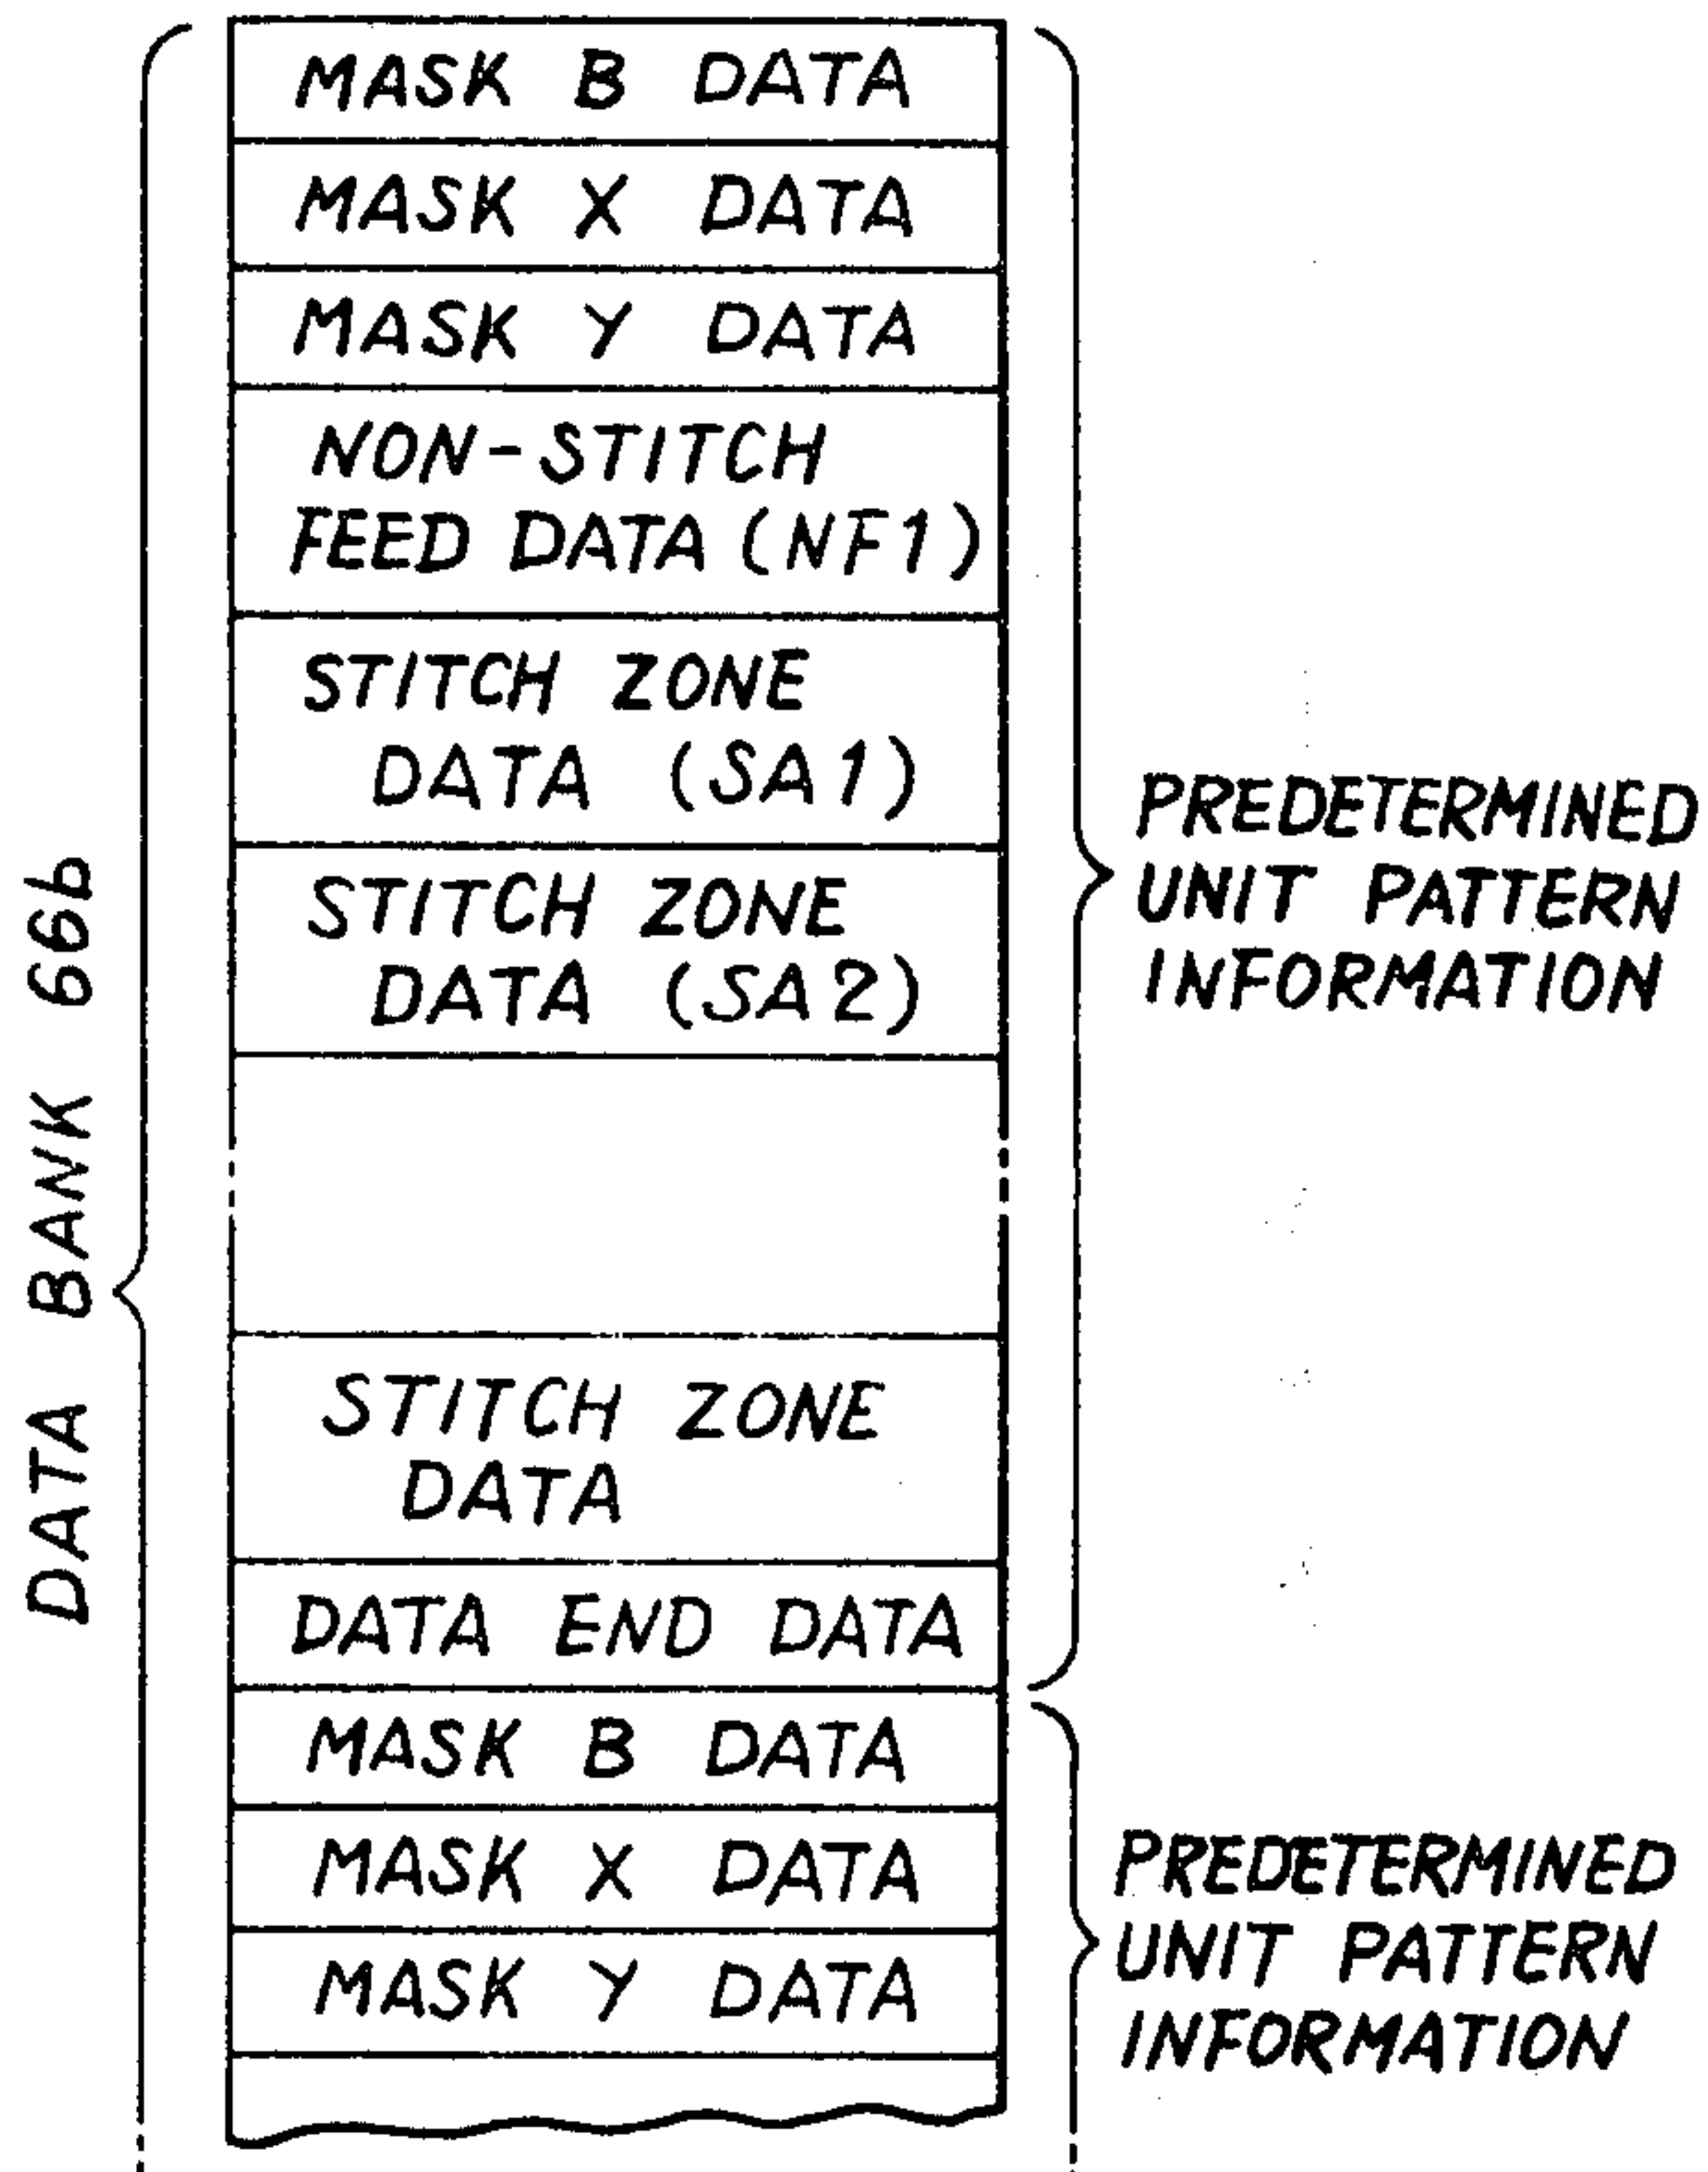 DATA BANK 66b
MASK B DATA
MASK X DATA
MASK Y DATA
NON-STITCH
FEED DATA (NF1)
STITCH ZONE
DATA (SA1)
STITCH ZONE
DATA (SA2)
STITCH ZONE
DATA
DATA END DATA
MASK B DATA
MASK X DATA
MASK Y DATA
PREDETERMINED
UNIT PATTERN
INFORMATION
PREDETERMINED
UNIT PATTERN
INFORMATION